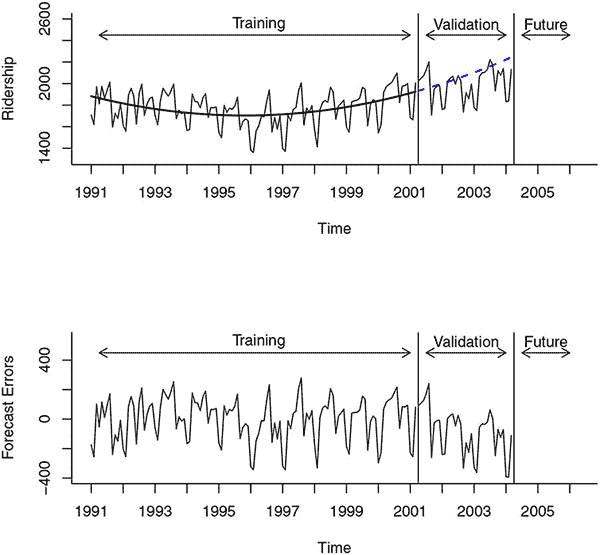 Training Validation Future
2600
2000
1400
Ridership
1991 1993 1995 1997 1999 2001 2003 2005
Time
Training Validation Future
400
0
−400
Forecast Errors
1991 1993 1995 1997 1999 2001 2003 2005
Time